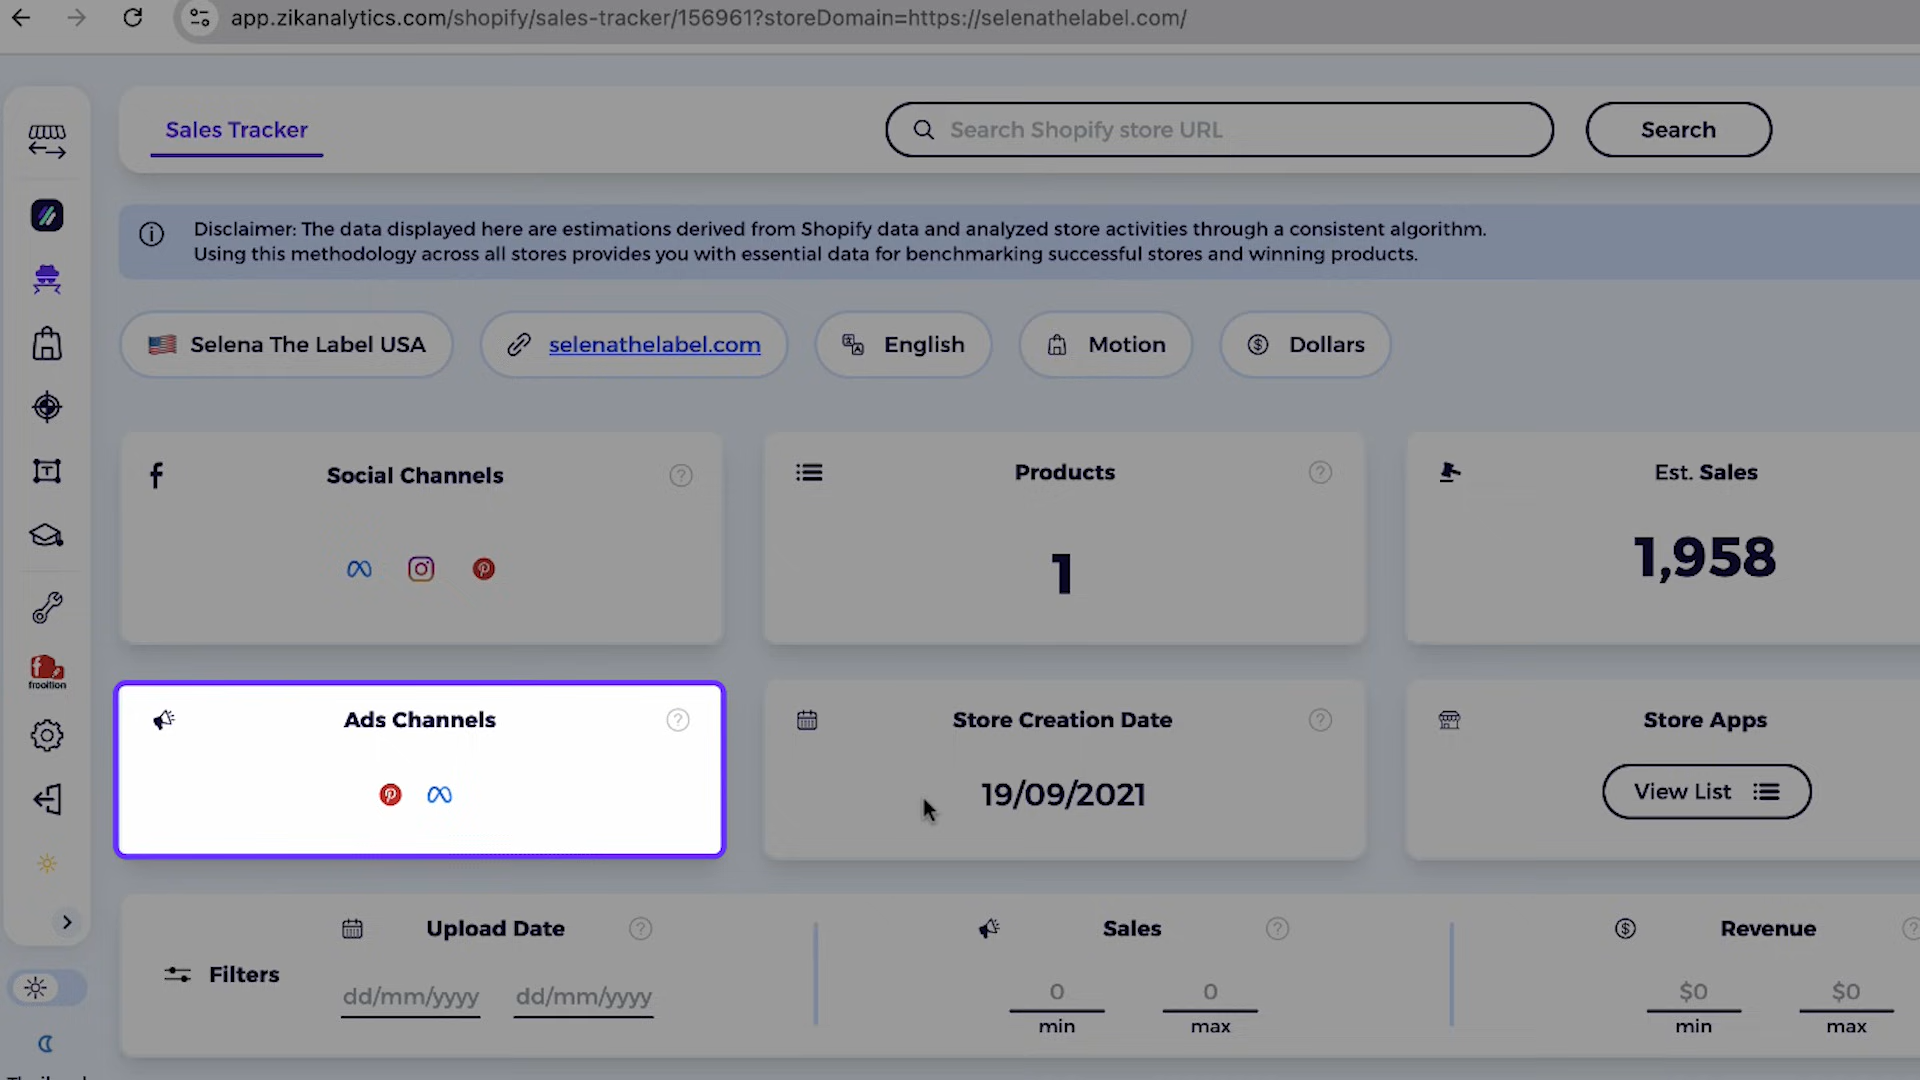 app.zikanalytics.com/shopify/sales-tracker/156961?storeDomain=https://selenathelabel.com/
Sales Tracker
Search Shopify store URL
Search
Disclaimer: The data displayed here are estimations derived from Shopify data and analyzed store activities through a consistent algorithm.
Using this methodology across all stores provides you with essential data for benchmarking successful stores and winning products.
Selena The Label USA
selenathelabel.com
English
Motion
Dollars
Social Channels
Products
1
Est. Sales
1,958
Ads Channels
Store Creation Date
19/09/2021
Store Apps
View List
frooition
Filters
Upload Date
dd/mm/yyyy
dd/mm/yyyy
Sales
0
min
0
max
Revenue
$0
min
$0
max